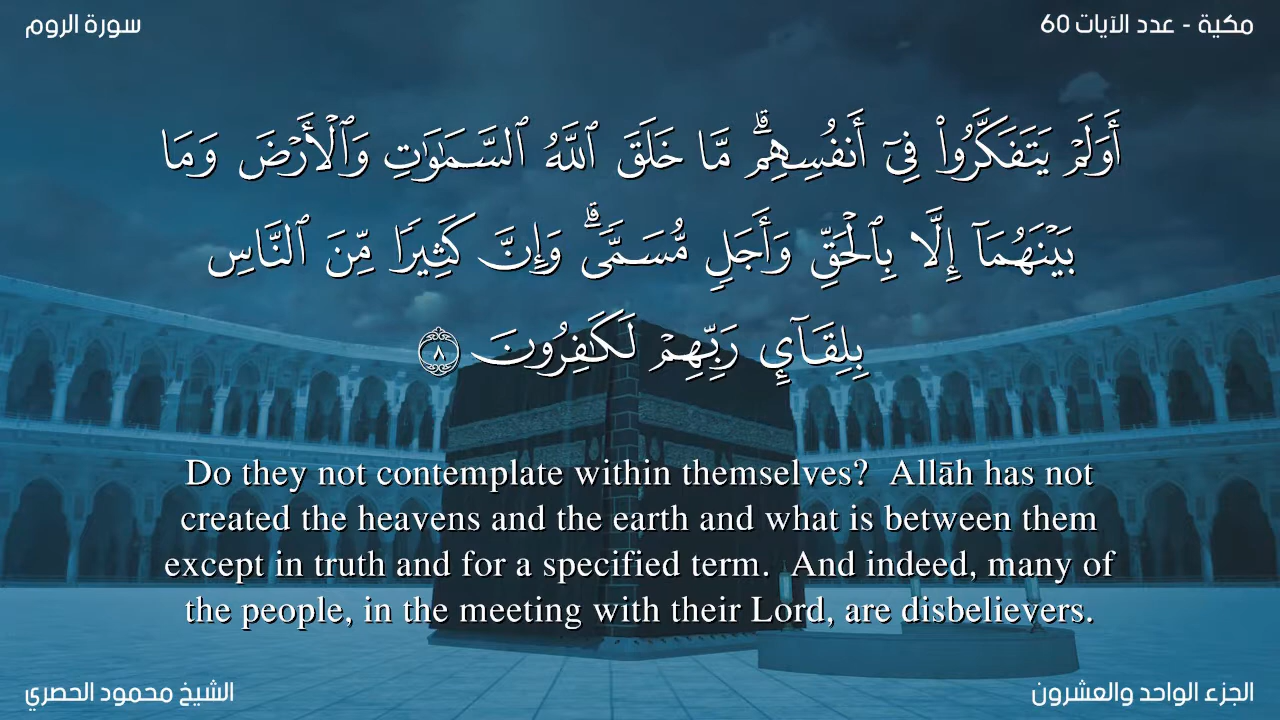 سورة الروم
مكية - عدد الآيات 60
أَوَلَمْ يَتَفَكَّرُوا۟ فِىٓ أَنفُسِهِم ۗ مَّا خَلَقَ ٱللَّهُ ٱلسَّمَـٰوَٰتِ وَٱلْأَرْضَ وَمَا
بَيْنَهُمَآ إِلَّا بِٱلْحَقِّ وَأَجَلٍ مُّسَمًّى ۗ وَإِنَّ كَثِيرًا مِّنَ ٱلنَّاسِ
بِلِقَآئِ رَبِّهِمْ لَكَـٰفِرُونَ ٨
Do they not contemplate within themselves?  Allāh has not
created the heavens and the earth and what is between them
except in truth and for a specified term.  And indeed, many of
the people, in the meeting with their Lord, are disbelievers.
الشيخ محمود الحصري
الجزء الواحد والعشرون